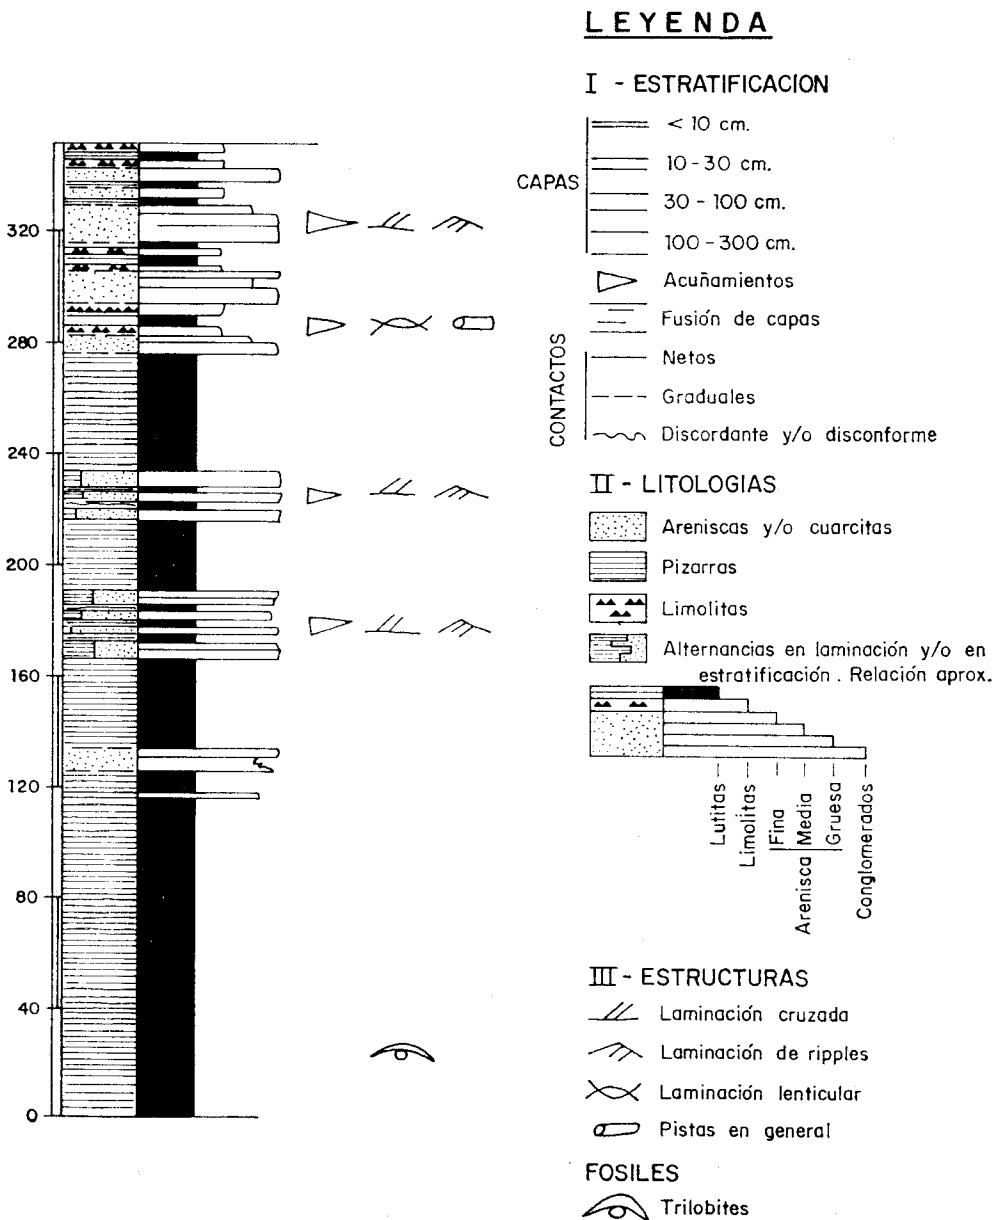 LEYENDA
I - ESTRATIFICACION
CAPAS
< 10 cm.
10 - 30 cm.
30 - 100 cm.
100 - 300 cm.
Acuñamientos
Fusión de capas
CONTACTOS
Netos
Graduales
Discordante y/o disconforme
II - LITOLOGIAS
Areniscas y/o cuarcitas
Pizarras
Limolitas
Alternancias en laminación y/o en
estratificación. Relación aprox.
Lutitas
Limolitas
Fina
Media
Gruesa
Arenisca
Conglomerados
III - ESTRUCTURAS
Laminación cruzada
Laminación de ripples
Laminación lenticular
Pistas en general
FOSILES
Trilobites
320
280
240
200
160
120
80
40
0